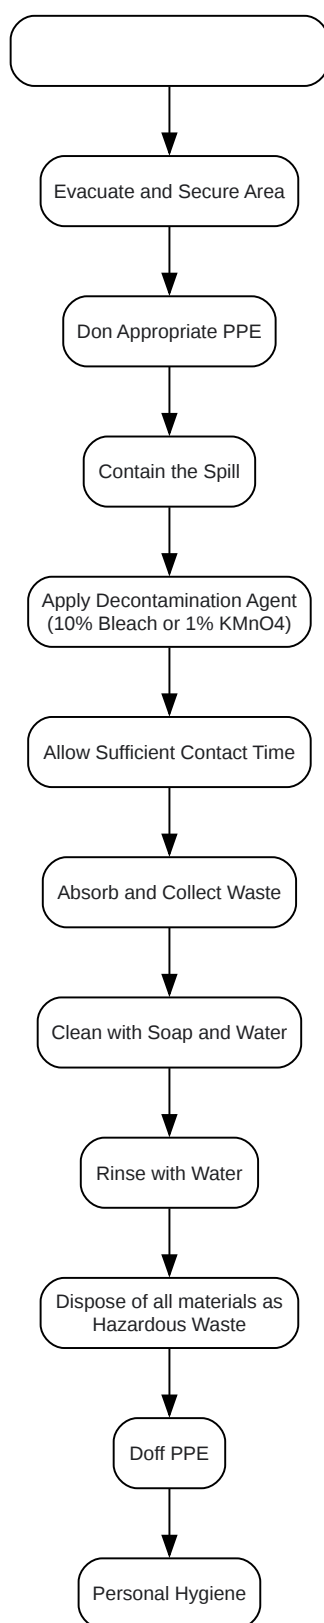 Evacuate and Secure Area
Don Appropriate PPE
Contain the Spill
Apply Decontamination Agent
(10% Bleach or 1% KMnO4)
Allow Sufficient Contact Time
Absorb and Collect Waste
Clean with Soap and Water
Rinse with Water
Dispose of all materials as
Hazardous Waste
Doff PPE
Personal Hygiene